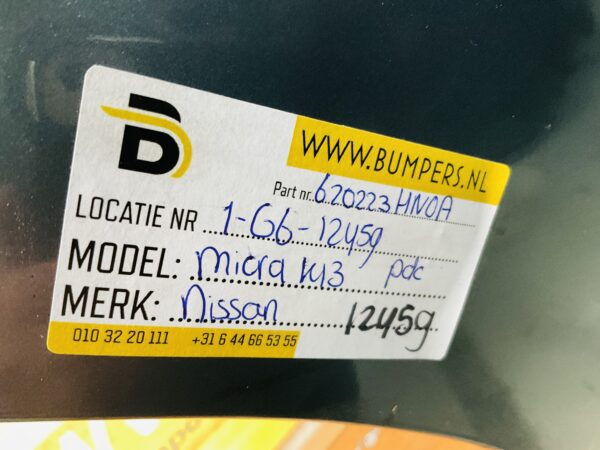 WWW.BUMPERS.NL
Part nr. 620223HN0A
LOCATIE NR 1-G6-1245g
MODEL: Micra k13 pdc
MERK: Nissan 1245g
010 32 20 111 +31 6 44 66 53 55